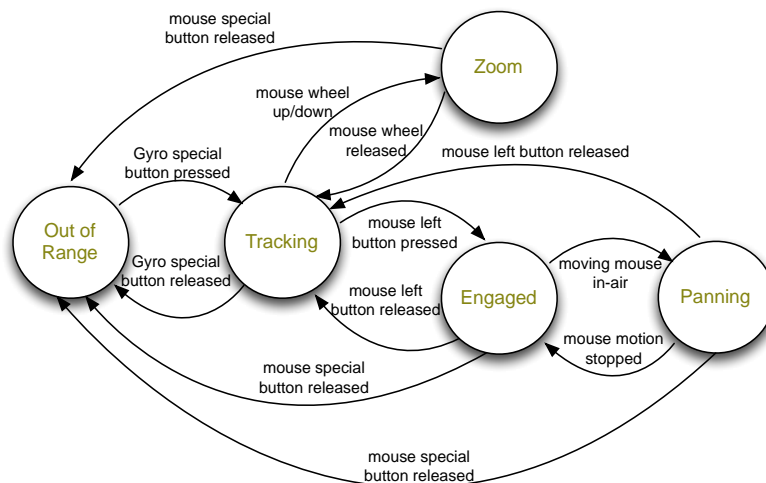 mouse special
button released
Zoom
mouse wheel
up/down
mouse wheel
released
mouse left button released
Gyro special
button pressed
Out of
Range
Tracking
mouse left
button pressed
Gyro special
button released
moving mouse
in-air
Engaged
Panning
mouse left
button released
mouse motion
stopped
mouse special
button released
mouse special
button released